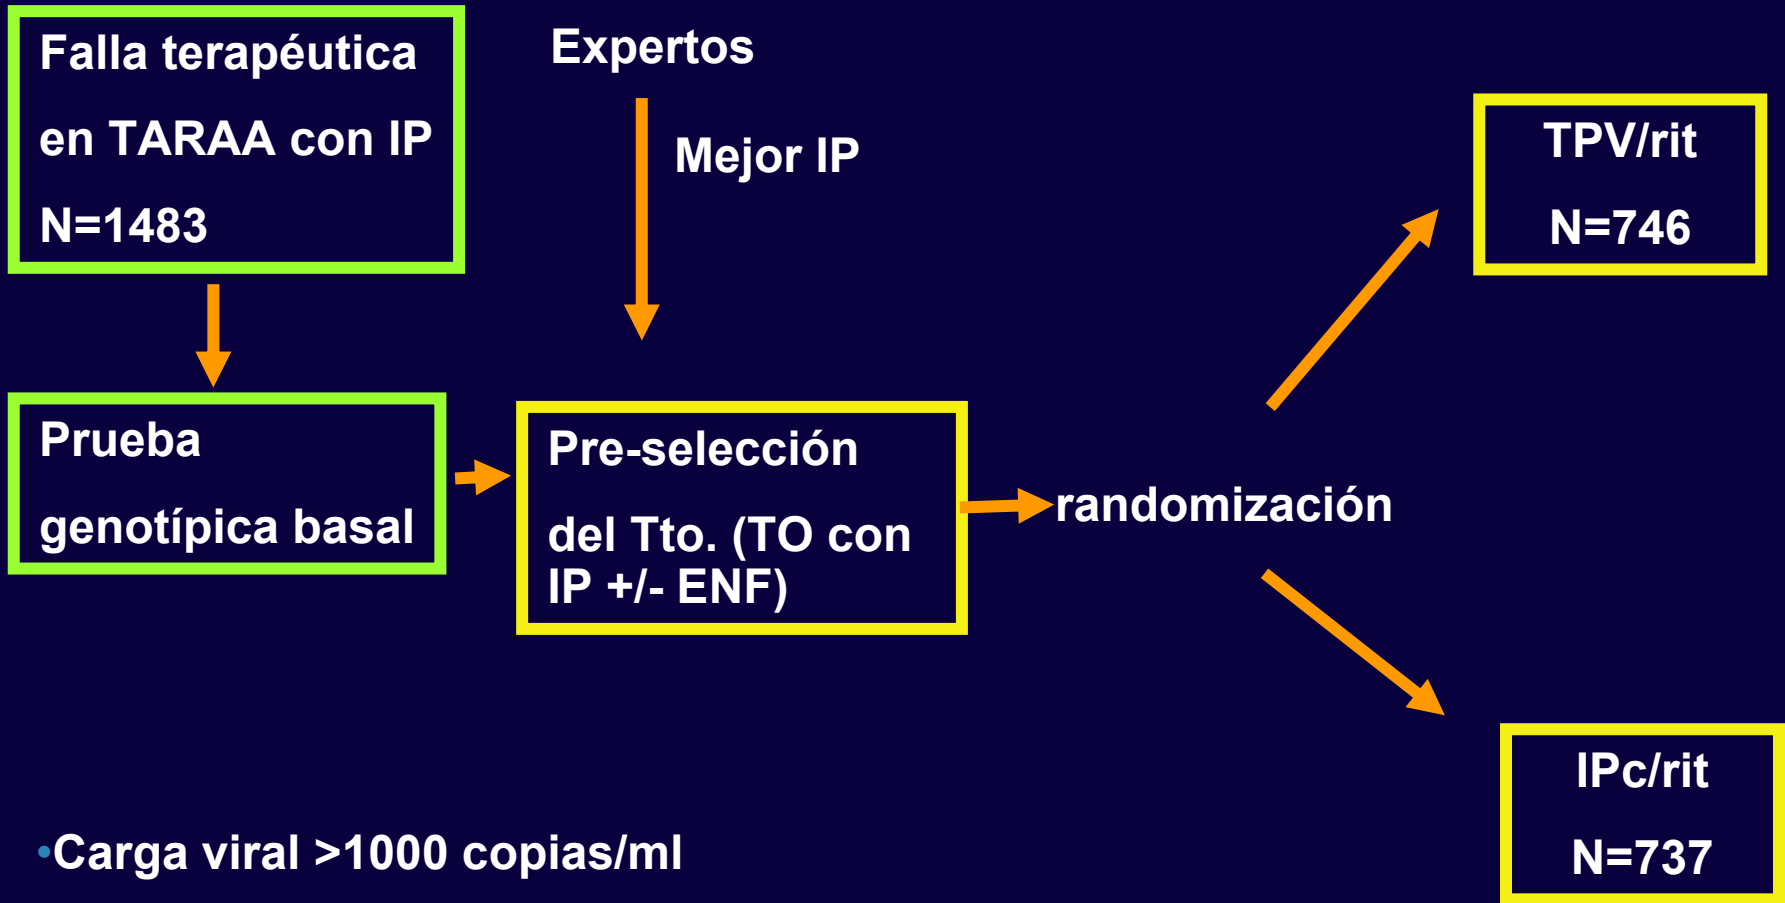 Falla terapéutica
en TARAA con IP
N=1483
Expertos
Mejor IP
TPV/rit
N=746
Prueba
genotípica basal
Pre-selección
del Tto. (TO con
IP +/- ENF)
randomización
IPc/rit
N=737
•Carga viral >1000 copias/ml